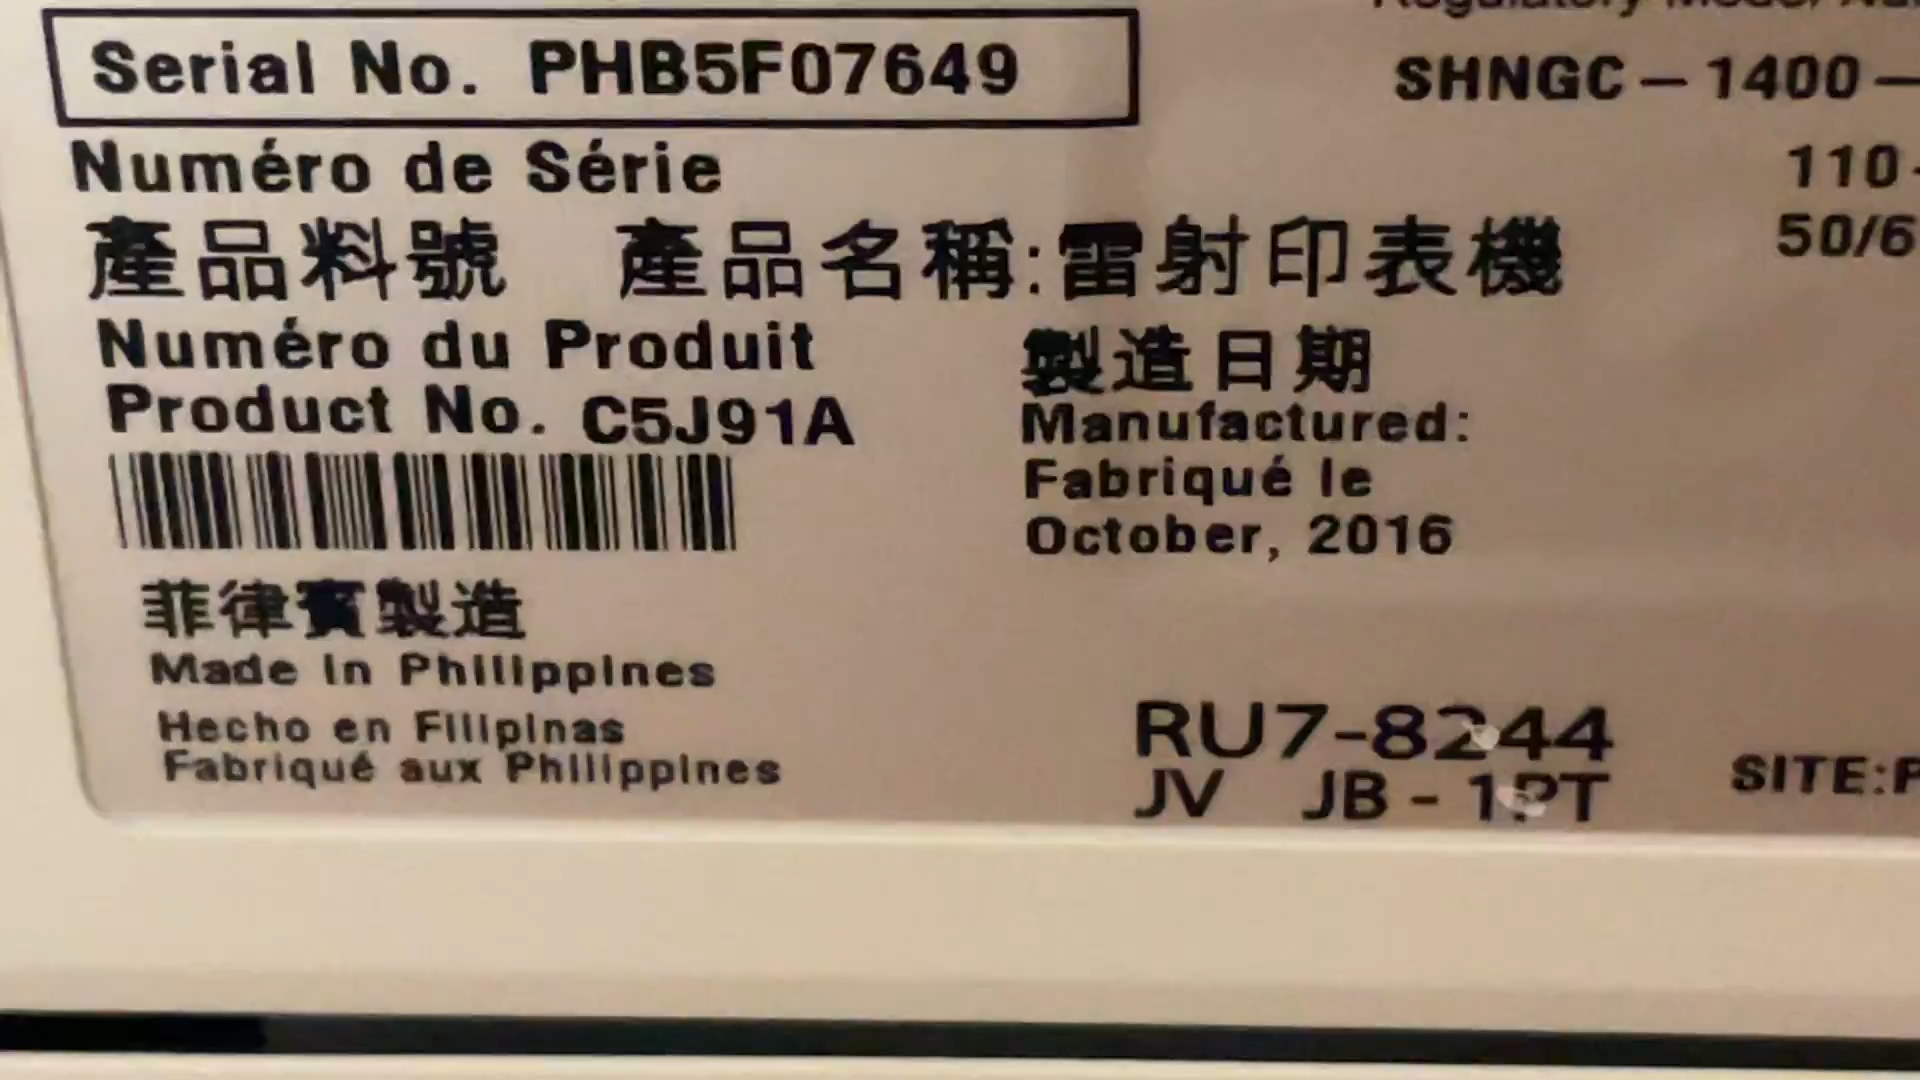 Serial No. PHB5F07649
SHNGC-1400-
Numéro de Série
110-
50/6
產品料號 產品名稱:雷射印表機
Numéro du Produit
Product No. C5J91A
製造日期
Manufactured:
Fabriqué le
October, 2016
菲律賓製造
Made in Philippines
Hecho en Filipinas
Fabriqué aux Philippines
RU7-8244
JV JB-1PT
SITE: